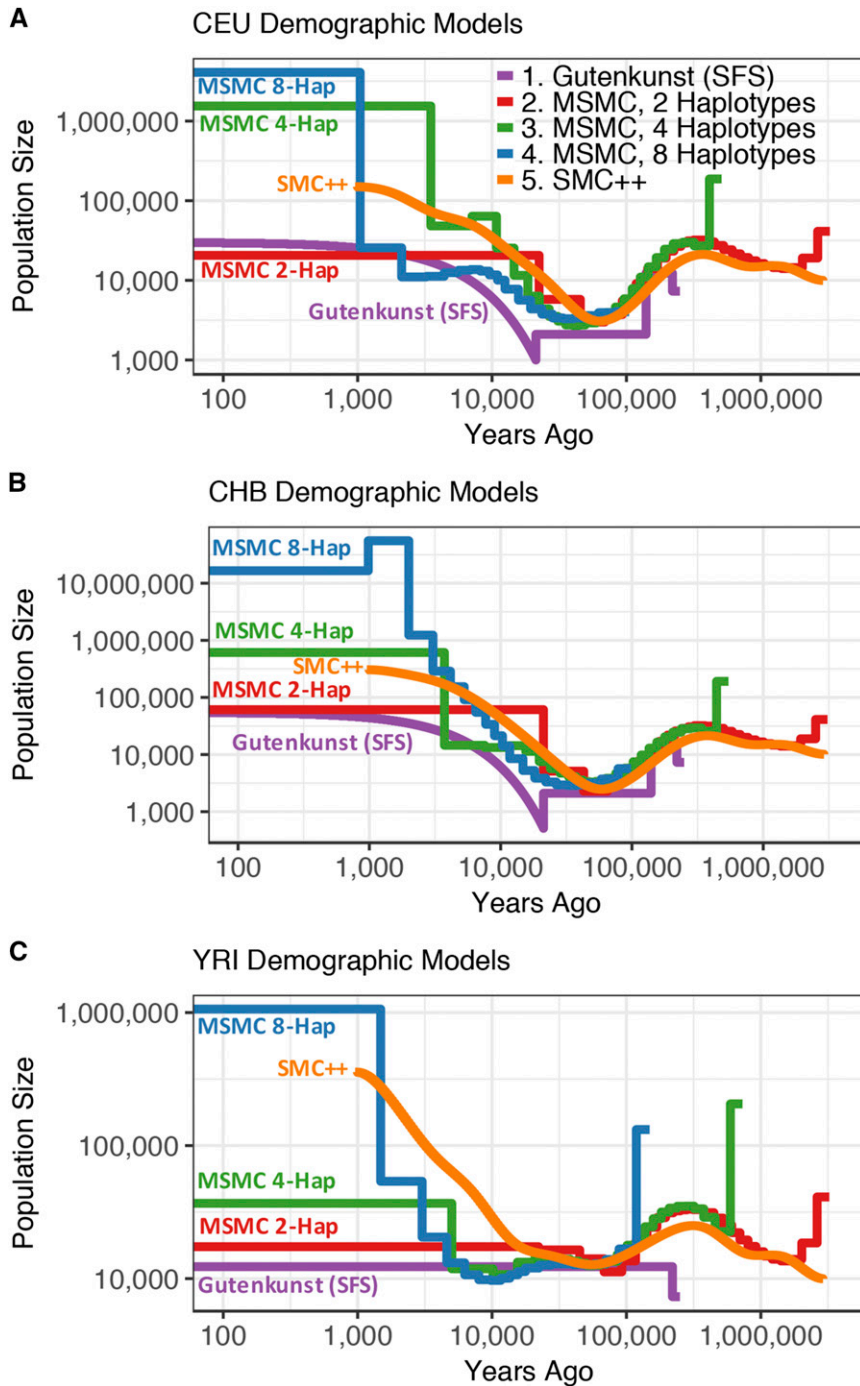 A
CEU Demographic Models
MSMC 8-Hap
MSMC 4-Hap
SMC++
MSMC 2-Hap
Gutenkunst (SFS)
1. Gutenkunst (SFS)
2. MSMC, 2 Haplotypes
3. MSMC, 4 Haplotypes
4. MSMC, 8 Haplotypes
5. SMC++
Population Size
1,000,000
100,000
10,000
1,000
100
1,000
10,000
100,000
1,000,000
Years Ago
B
CHB Demographic Models
MSMC 8-Hap
MSMC 4-Hap
SMC++
MSMC 2-Hap
Gutenkunst (SFS)
Population Size
10,000,000
1,000,000
100,000
10,000
1,000
100
1,000
10,000
100,000
1,000,000
Years Ago
C
YRI Demographic Models
MSMC 8-Hap
SMC++
MSMC 4-Hap
MSMC 2-Hap
Gutenkunst (SFS)
Population Size
1,000,000
100,000
10,000
100
1,000
10,000
100,000
1,000,000
Years Ago